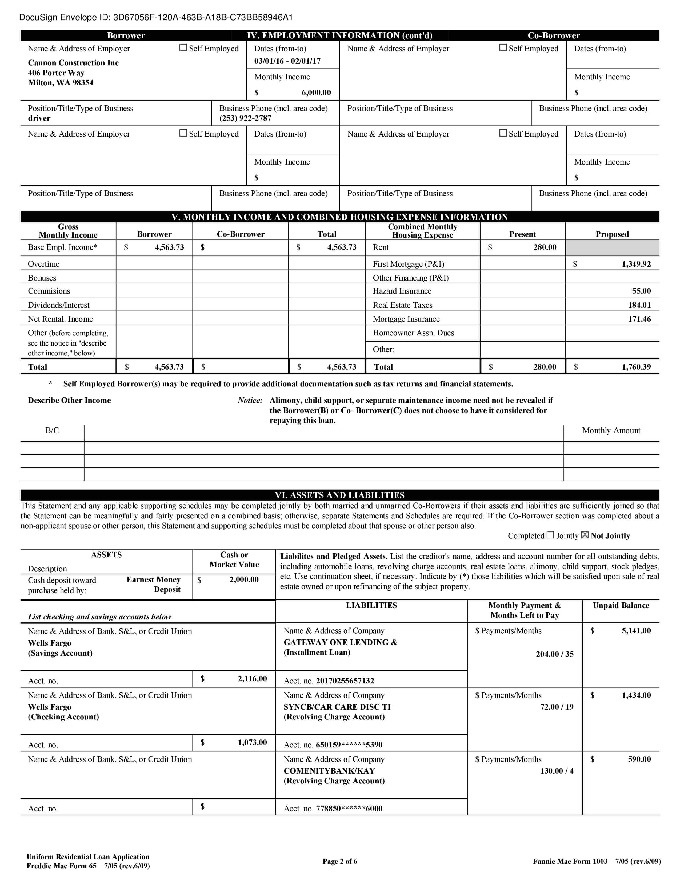 DocuSign Envelope ID: 3D67056F-120A-463B-A18B-C73BB58946A1
Borrower IV. EMPLOYMENT INFORMATION (cont'd) Co-Borrower
Name & Address of Employer ☐ Self Employed Dates (from-to) Name & Address of Employer ☐ Self Employed Dates (from-to)
Cannon Construction Inc 03/01/16 - 02/01/17
406 Porter Way
Milton, WA 98354
Monthly Income Monthly Income
$ 6,000.00 $
Position/Title/Type of Business Business Phone (incl. area code) Position/Title/Type of Business Business Phone (incl. area code)
driver (253) 922-2787
Name & Address of Employer ☐ Self Employed Dates (from-to) Name & Address of Employer ☐ Self Employed Dates (from-to)
Monthly Income Monthly Income
$ $
Position/Title/Type of Business Business Phone (incl. area code) Position/Title/Type of Business Business Phone (incl. area code)
V. MONTHLY INCOME AND COMBINED HOUSING EXPENSE INFORMATION
Gross Monthly Income Borrower Co-Borrower Total Combined Monthly Housing Expense Present Proposed
Base Empl. Income* $ 4,563.73 $ $ 4,563.73 Rent $ 280.00
Overtime First Mortgage (P&I) $ 1,349.92
Bonuses Other Financing (P&I)
Commisions Hazard Insurance 55.00
Dividends/Interest Real Estate Taxes 184.01
Net Rental. Income Mortgage Insurance 171.46
Other (before completing, Homeowner Assn. Dues
see the notice in "describe
other income," below) Other:
Total $ 4,563.73 $ $ 4,563.73 Total $ 280.00 $ 1,760.39
* Self Employed Borrower(s) may be required to provide additional documentation such as tax returns and financial statements.
Describe Other Income Notice: Alimony, child support, or separate maintenance income need not be revealed if
the Borrower(B) or Co- Borrower(C) does not choose to have it considered for
repaying this loan.
B/C Monthly Amount
VI. ASSETS AND LIABILITIES
This Statement and any applicable supporting schedules may be completed jointly by both married and unmarried Co-Borrowers if their assets and liabilities are sufficiently joined so that
the Statement can be meaningfully and fairly presented on a combined basis; otherwise, separate Statements and Schedules are required. If the Co-Borrower section was completed about a
non-applicant spouse or other person, this Statement and supporting schedules must be completed about that spouse or other person also.
Completed ☐ Jointly ☒ Not Jointly
ASSETS Cash or Market Value
Description
Cash deposit toward purchase held by: Earnest Money Deposit $ 2,000.00
Liabilites and Pledged Assets. List the creditor's name, address and account number for all outstanding debts,
including automobile loans, revolving charge accounts, real estate loans, alimony, child support, stock pledges,
etc. Use continuation sheet, if necessary. Indicate by (*) those liabilities which will be satisfied upon sale of real
estate owned or upon refinancing of the subject property.
List checking and savings accounts below LIABILITIES Monthly Payment & Months Left to Pay Unpaid Balance
Name & Address of Bank, S&L, or Credit Union Name & Address of Company $ Payments/Months $ 5,141.00
Wells Fargo GATEWAY ONE LENDING &
(Savings Account) (Installment Loan) 204.00 / 35
Acct. no. $ 2,116.00 Acct. no. 20170255657132
Name & Address of Bank, S&L, or Credit Union Name & Address of Company $ Payments/Months $ 1,434.00
Wells Fargo SYNCB/CAR CARE DISC TI 72.00 / 19
(Checking Account) (Revolving Charge Account)
Acct. no. $ 1,073.00 Acct. no. 650159******5390
Name & Address of Bank, S&L, or Credit Union Name & Address of Company $ Payments/Months $ 590.00
COMENITYBANK/KAY 130.00 / 4
(Revolving Charge Account)
Acct. no. $ Acct. no. 778850******6000
Uniform Residential Loan Application
Freddie Mac Form 65 7/05 (rev.6/09) Page 2 of 6 Fannie Mae Form 1003 7/05 (rev.6/09)